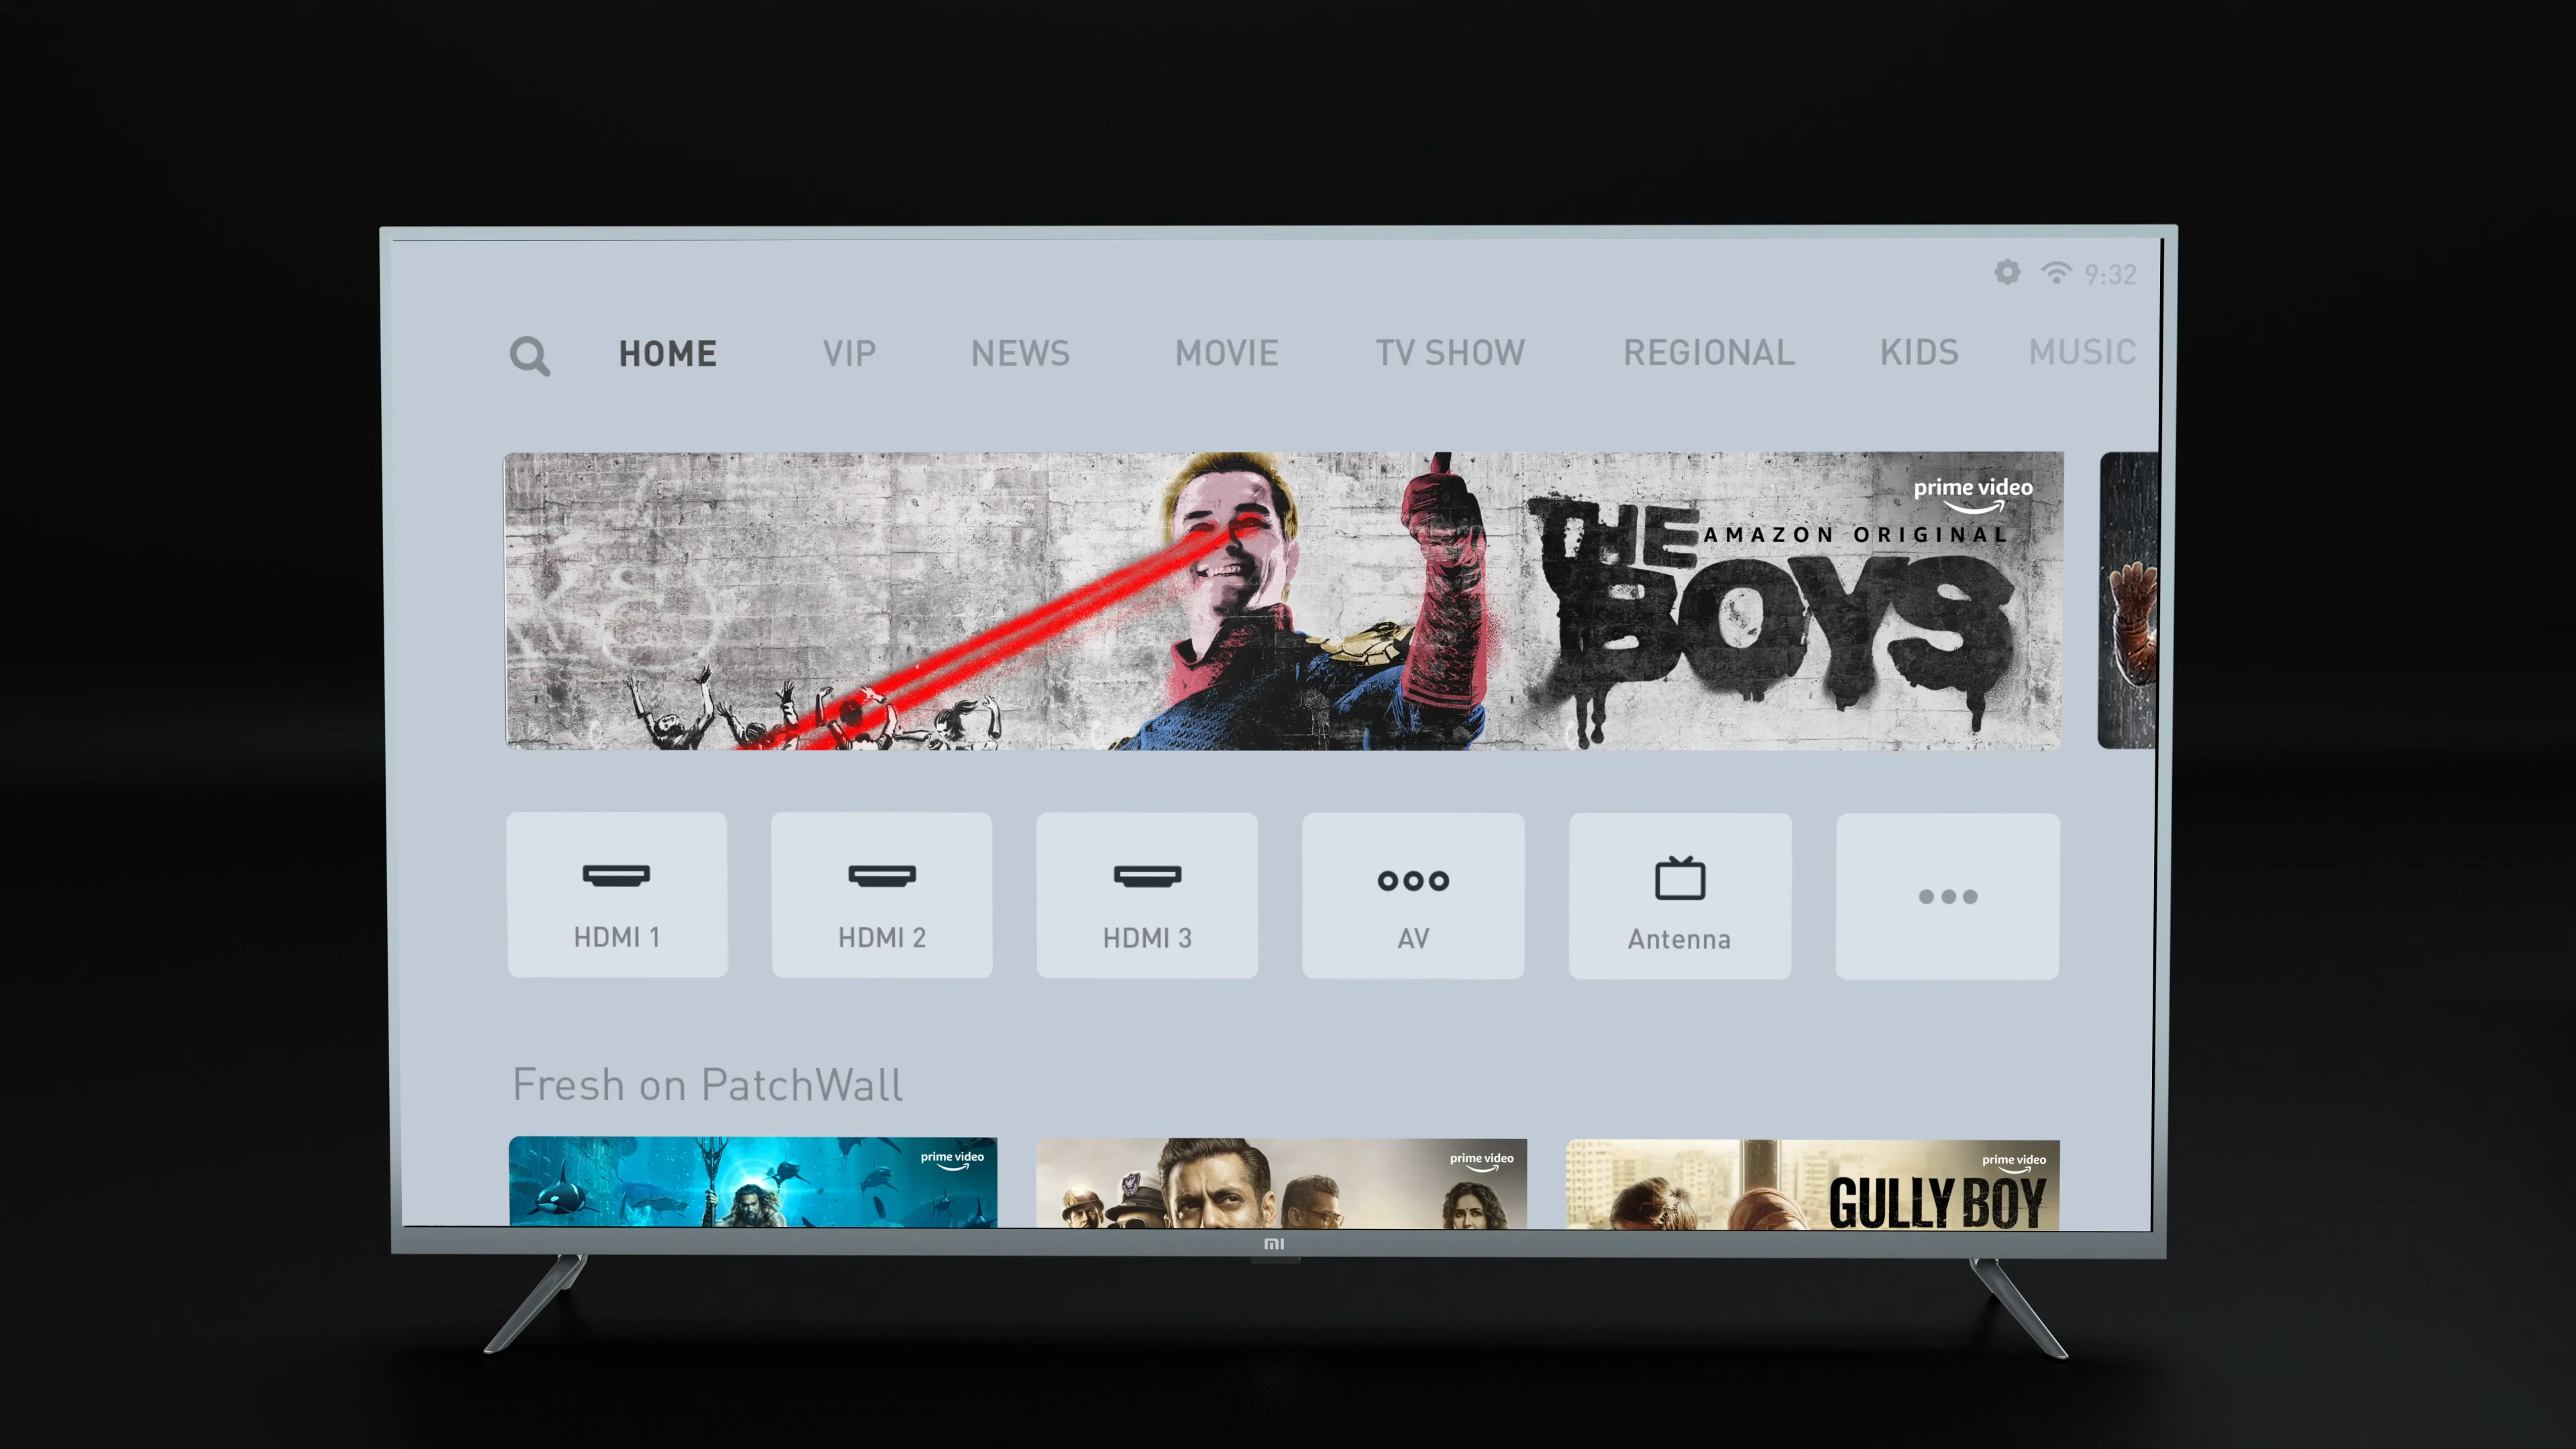 9:32
HOME VIP NEWS MOVIE TV SHOW REGIONAL KIDS MUSIC
prime video
THE AMAZON ORIGINAL
BOYS
HDMI 1 HDMI 2 HDMI 3 AV Antenna
Fresh on PatchWall
prime video prime video prime video
GULLY BOY
MI